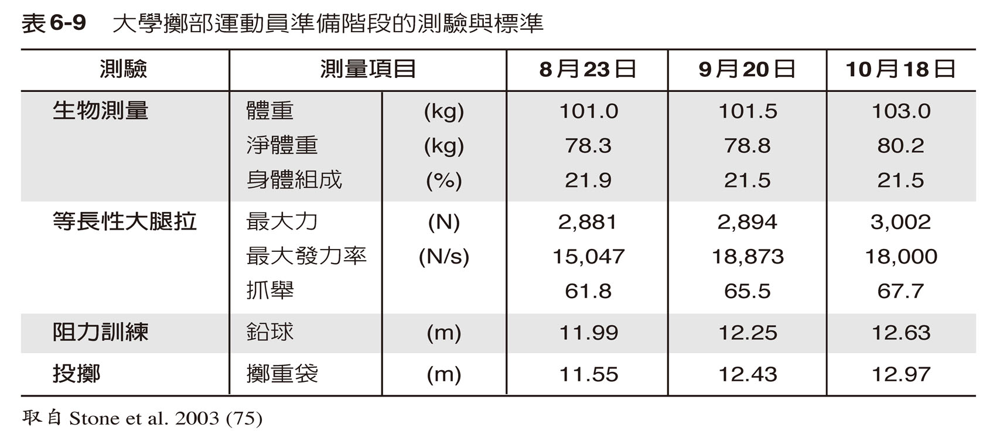 表6-9 大學擲部運動員準備階段的測驗與標準
測驗 測量項目 8月23日 9月20日 10月18日
生物測量 體重 (kg) 101.0 101.5 103.0
淨體重 (kg) 78.3 78.8 80.2
身體組成 (%) 21.9 21.5 21.5
等長性大腿拉 最大力 (N) 2,881 2,894 3,002
最大發力率 (N/s) 15,047 18,873 18,000
抓舉 61.8 65.5 67.7
阻力訓練 鉛球 (m) 11.99 12.25 12.63
投擲 擲重袋 (m) 11.55 12.43 12.97
取自 Stone et al. 2003 (75)